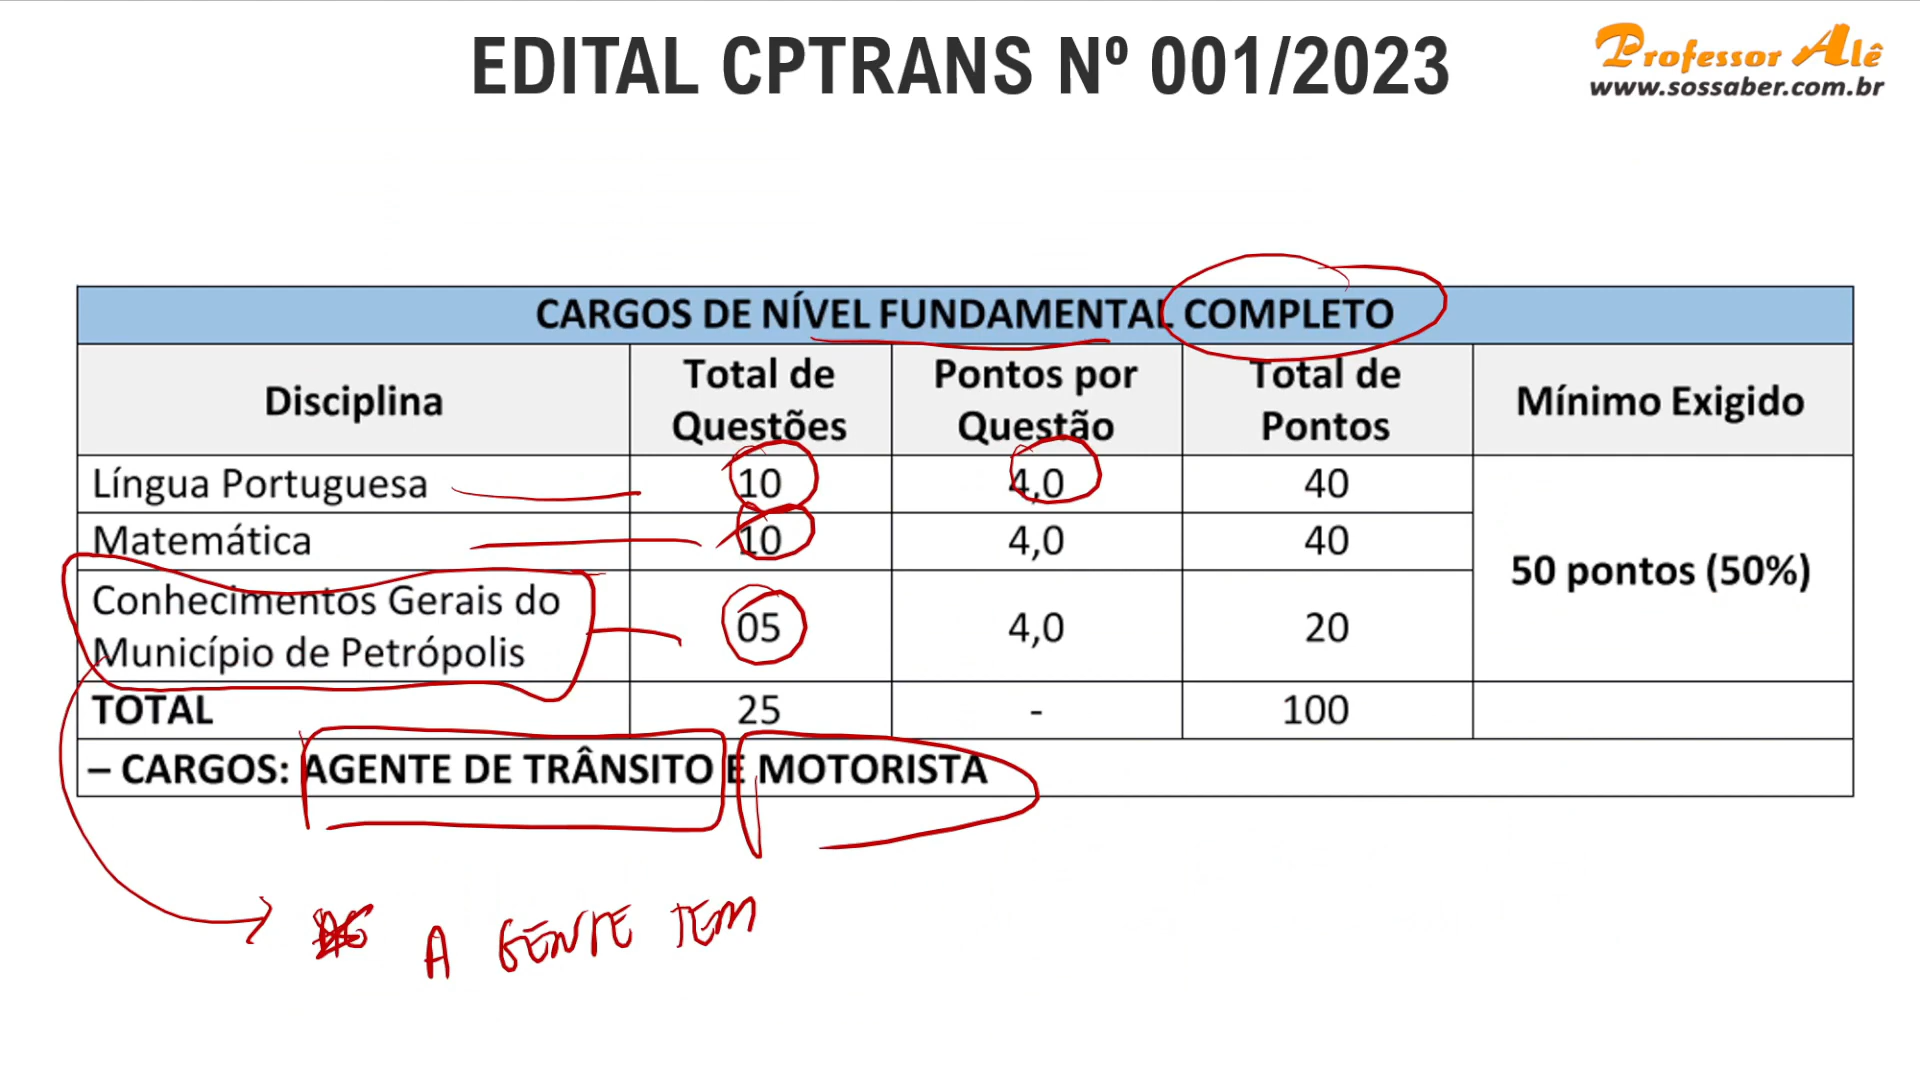 EDITAL CPTRANS Nº 001/2023
Professor Alê
www.sossaber.com.br
CARGOS DE NÍVEL FUNDAMENTAL COMPLETO
Disciplina Total de Questões Pontos por Questão Total de Pontos Mínimo Exigido
Língua Portuguesa 10 4,0 40
Matemática 10 4,0 40
50 pontos (50%)
Conhecimentos Gerais do
Município de Petrópolis 05 4,0 20
TOTAL 25 - 100
– CARGOS: AGENTE DE TRÂNSITO E MOTORISTA
A GENTE TEM